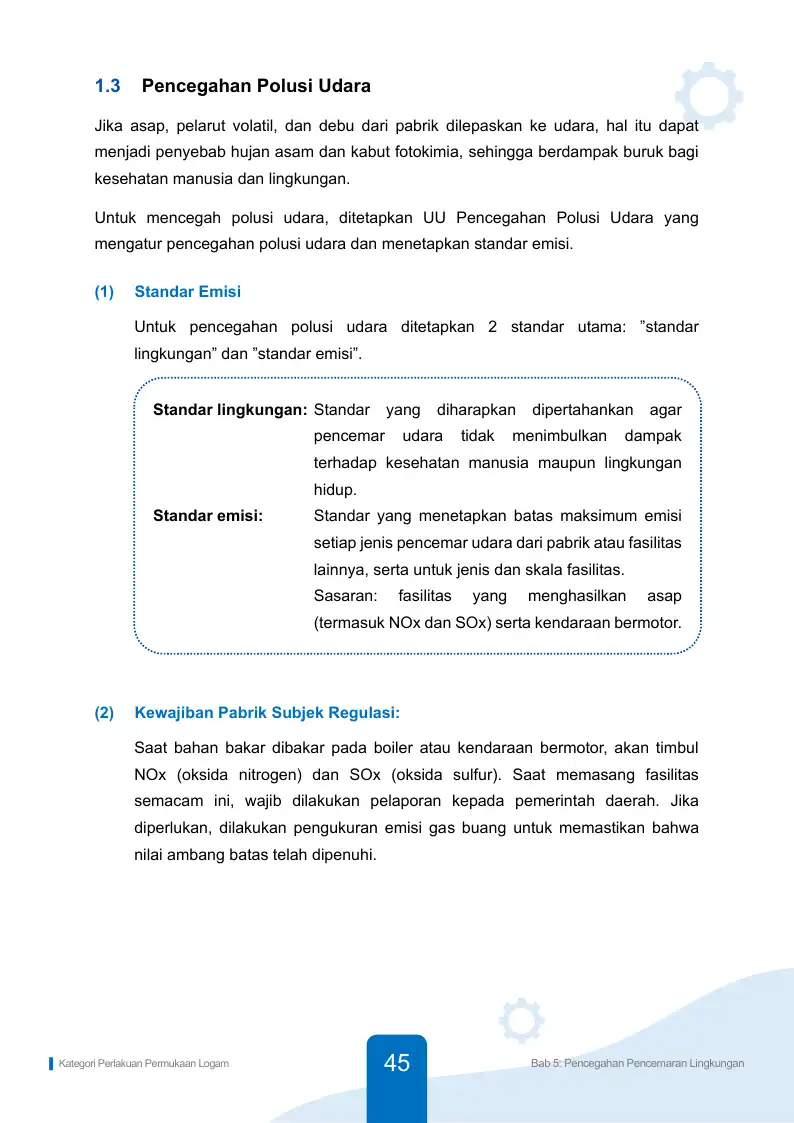 1.3 Pencegahan Polusi Udara
Jika asap, pelarut volatil, dan debu dari pabrik dilepaskan ke udara, hal itu dapat
menjadi penyebab hujan asam dan kabut fotokimia, sehingga berdampak buruk bagi
kesehatan manusia dan lingkungan.
Untuk mencegah polusi udara, ditetapkan UU Pencegahan Polusi Udara yang
mengatur pencegahan polusi udara dan menetapkan standar emisi.
(1) Standar Emisi
Untuk pencegahan polusi udara ditetapkan 2 standar utama: ”standar
lingkungan” dan ”standar emisi”.
Standar lingkungan: Standar yang diharapkan dipertahankan agar
pencemar udara tidak menimbulkan dampak
terhadap kesehatan manusia maupun lingkungan
hidup.
Standar emisi: Standar yang menetapkan batas maksimum emisi
setiap jenis pencemar udara dari pabrik atau fasilitas
lainnya, serta untuk jenis dan skala fasilitas.
Sasaran: fasilitas yang menghasilkan asap
(termasuk NOx dan SOx) serta kendaraan bermotor.
(2) Kewajiban Pabrik Subjek Regulasi:
Saat bahan bakar dibakar pada boiler atau kendaraan bermotor, akan timbul
NOx (oksida nitrogen) dan SOx (oksida sulfur). Saat memasang fasilitas
semacam ini, wajib dilakukan pelaporan kepada pemerintah daerah. Jika
diperlukan, dilakukan pengukuran emisi gas buang untuk memastikan bahwa
nilai ambang batas telah dipenuhi.
Kategori Perlakuan Permukaan Logam
45
Bab 5: Pencegahan Pencemaran Lingkungan